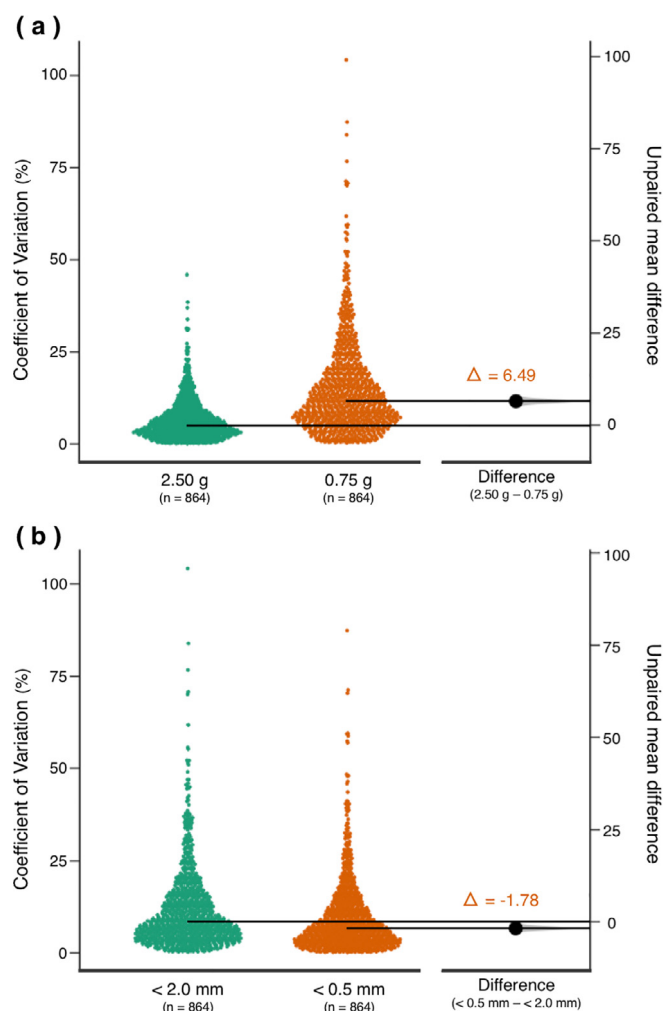 ( a )
100
75
50
25
0
Coefficient of Variation (%)
100
75
50
25
0
Unpaired mean difference
Δ = 6.49
2.50 g
(n = 864)
0.75 g
(n = 864)
Difference
(2.50 g – 0.75 g)
( b )
100
75
50
25
0
Coefficient of Variation (%)
100
75
50
25
0
Unpaired mean difference
Δ = -1.78
< 2.0 mm
(n = 864)
< 0.5 mm
(n = 864)
Difference
(< 0.5 mm – < 2.0 mm)